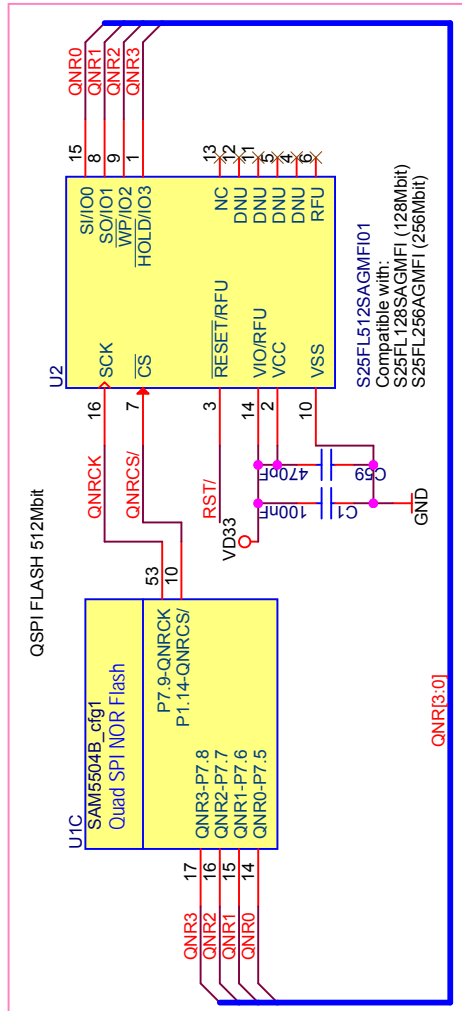 QSPI FLASH 512Mbit
U1C
SAM5504B_cfg1
Quad SPI NOR Flash
P7.9-QNRCK
P1.14-QNRCS/
QNR3-P7.8
QNR2-P7.7
QNR1-P7.6
QNR0-P7.5
53
10
17
16
15
14
QNR3
QNR2
QNR1
QNR0
QNRCK
QNRCS/
RST/
VD33
100nF
C1
470nF
C59
GND
U2
16
7
3
14
2
10
SCK
CS
RESET/RFU
VIO/RFU
VCC
VSS
SI/IO0
SO/IO1
WP/IO2
HOLD/IO3
NC
DNU
DNU
DNU
DNU
RFU
15
8
9
1
13
12
11
5
4
6
QNR0
QNR1
QNR2
QNR3
S25FL512SAGMFI01
Compatible with:
S25FL128SAGMFI (128Mbit)
S25FL256AGMFI (256Mbit)
QNR[3:0]